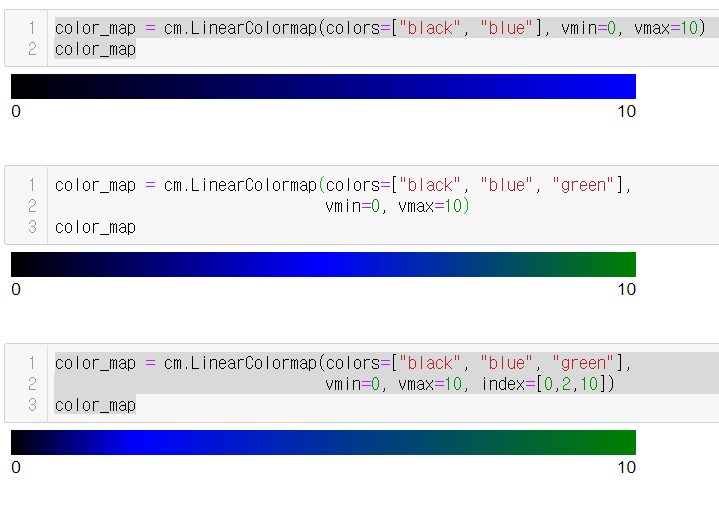 1 color_map = cm.LinearColormap(colors=["black", "blue"], vmin=0, vmax=10)
2 color_map
0 10
1 color_map = cm.LinearColormap(colors=["black", "blue", "green"],
2 vmin=0, vmax=10)
3 color_map
0 10
1 color_map = cm.LinearColormap(colors=["black", "blue", "green"],
2 vmin=0, vmax=10, index=[0,2,10])
3 color_map
0 10